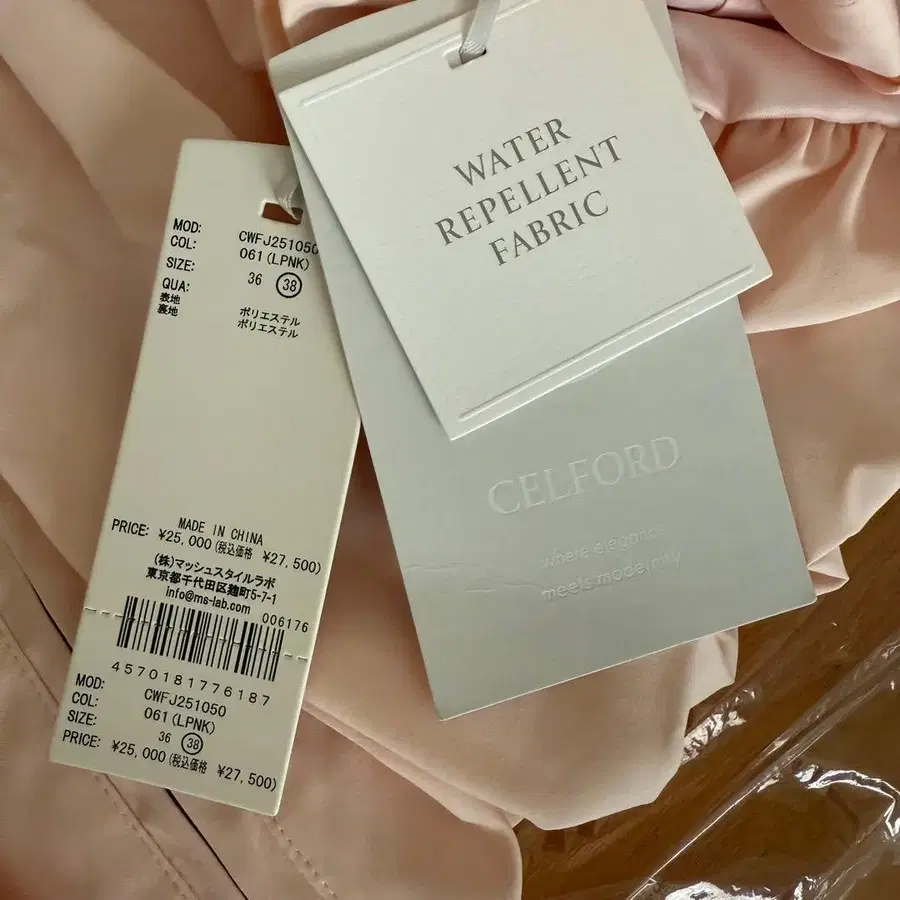 WATER
REPELLENT
FABRIC
CELFORD
where elegance
meets modernity
MOD: CWFJ251050
COL: 061(LPNK)
SIZE: 36 38
QUA:
表地 ポリエステル
裏地 ポリエステル
MADE IN CHINA
PRICE: ¥25,000(税込価格 ¥27,500)
(株)マッシュスタイルラボ
東京都千代田区麹町5-7-1
info@ms-lab.com
006176
4570181776187
MOD: CWFJ251050
COL: 061(LPNK)
SIZE: 36 38
PRICE: ¥25,000(税込価格 ¥27,500)